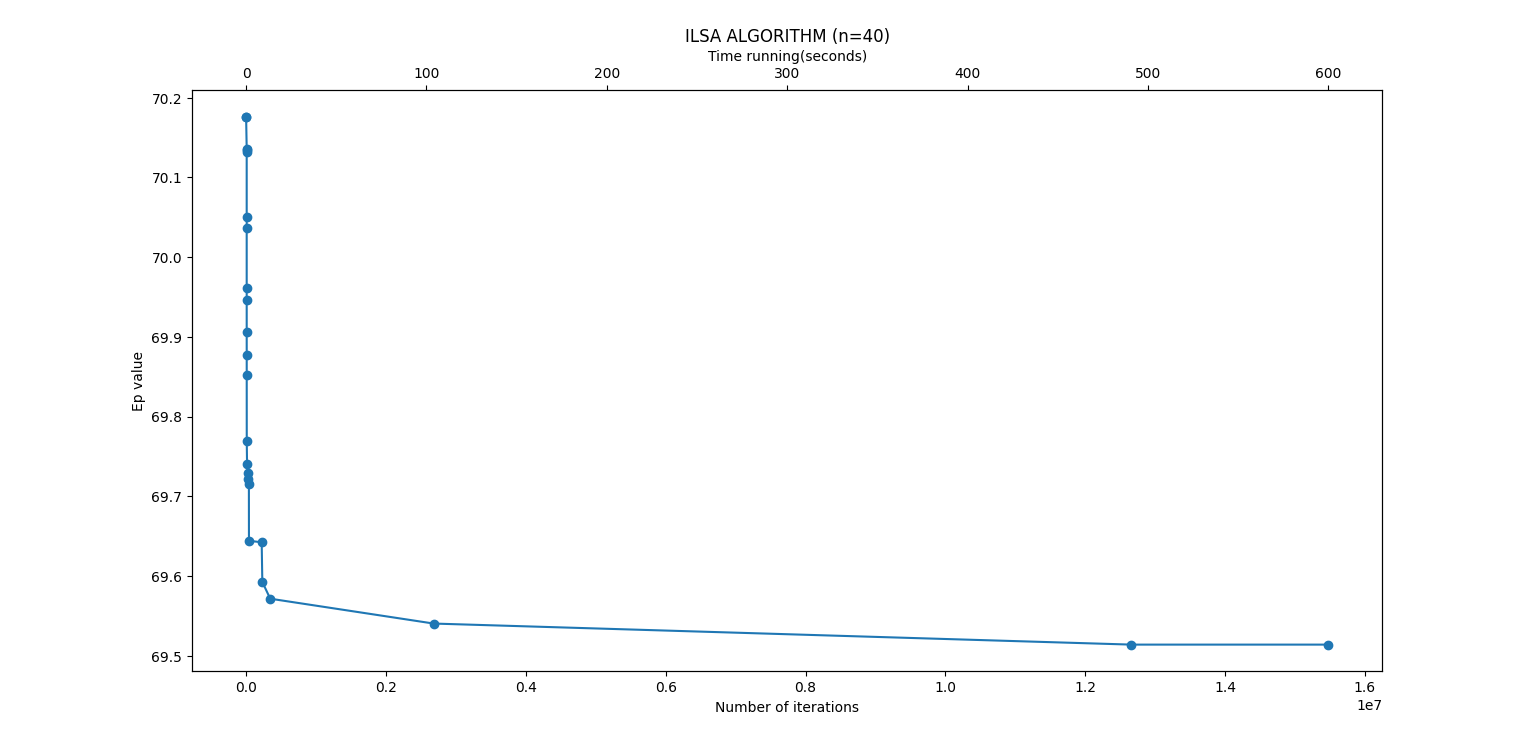 ILSA ALGORITHM (n=40)
Time running(seconds)
0 100 200 300 400 500 600
70.2
70.1
70.0
69.9
69.8
69.7
69.6
69.5
Ep value
0.0 0.2 0.4 0.6 0.8 1.0 1.2 1.4 1.6
1e7
Number of iterations